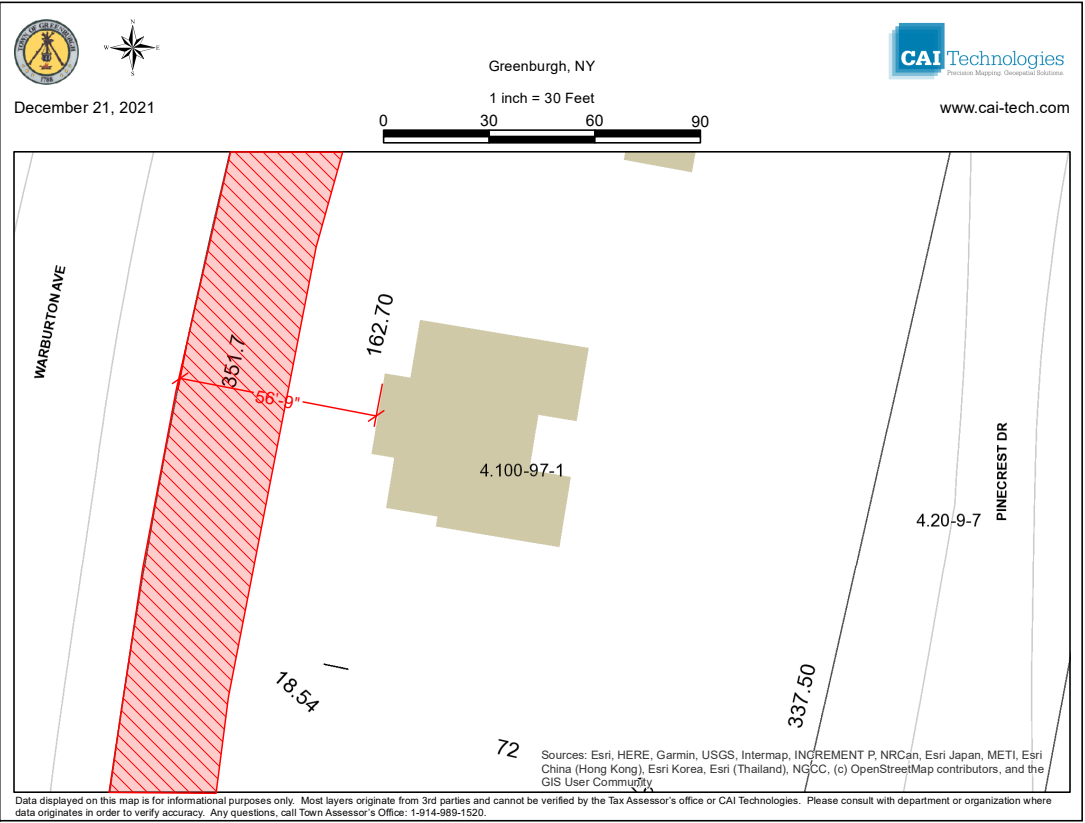 TOWN OF GREENBURGH
1788
N
W E
S
Greenburgh, NY
CAI Technologies
Precision Mapping. Geospatial Solutions.
December 21, 2021
1 inch = 30 Feet
www.cai-tech.com
0 30 60 90
WARBURTON AVE
351.7
162.70
56'-9"
4.100-97-1
PINECREST DR
4.20-9-7
18.54
337.50
72
Sources: Esri, HERE, Garmin, USGS, Intermap, INCREMENT P, NRCan, Esri Japan, METI, Esri
China (Hong Kong), Esri Korea, Esri (Thailand), NGCC, (c) OpenStreetMap contributors, and the
GIS User Community
Data displayed on this map is for informational purposes only. Most layers originate from 3rd parties and cannot be verified by the Tax Assessor's office or CAI Technologies. Please consult with department or organization where
data originates in order to verify accuracy. Any questions, call Town Assessor's Office: 1-914-989-1520.